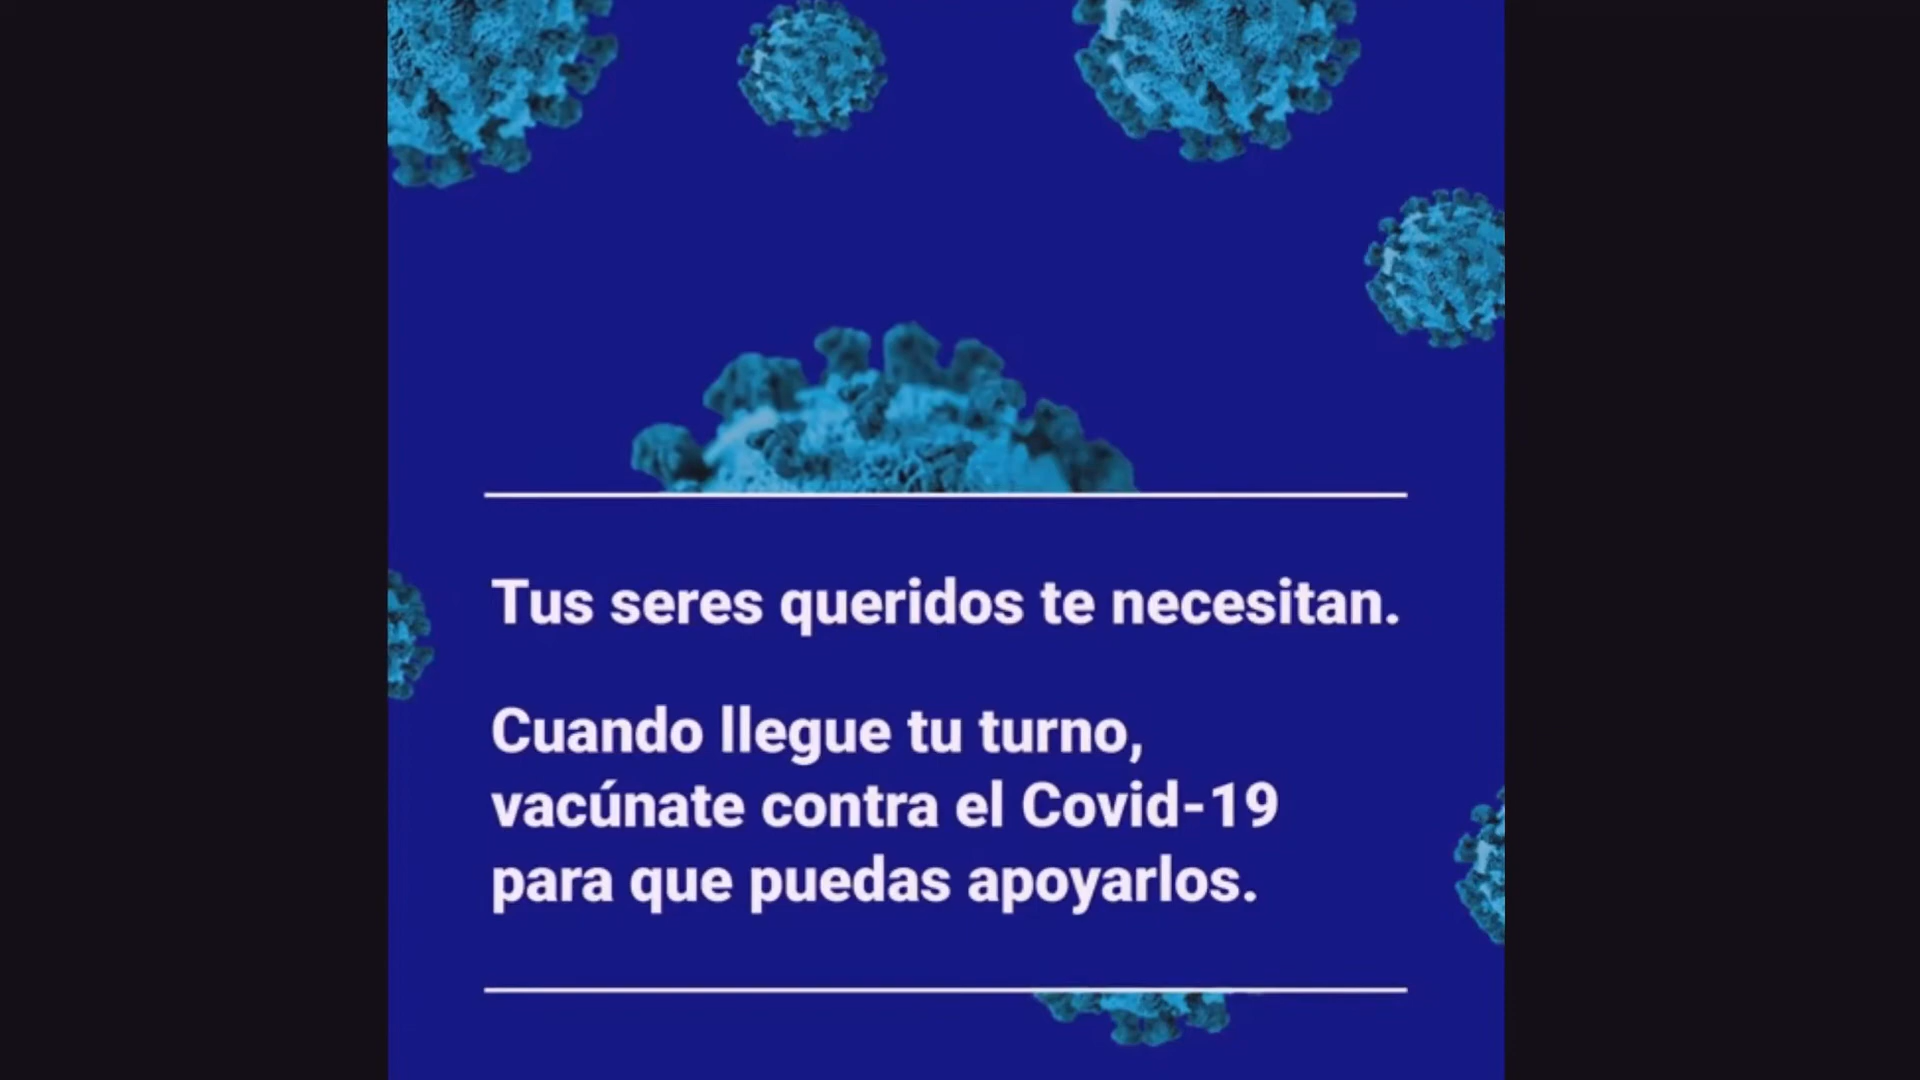 Tus seres queridos te necesitan.
Cuando llegue tu turno,
vacúnate contra el Covid-19
para que puedas apoyarlos.